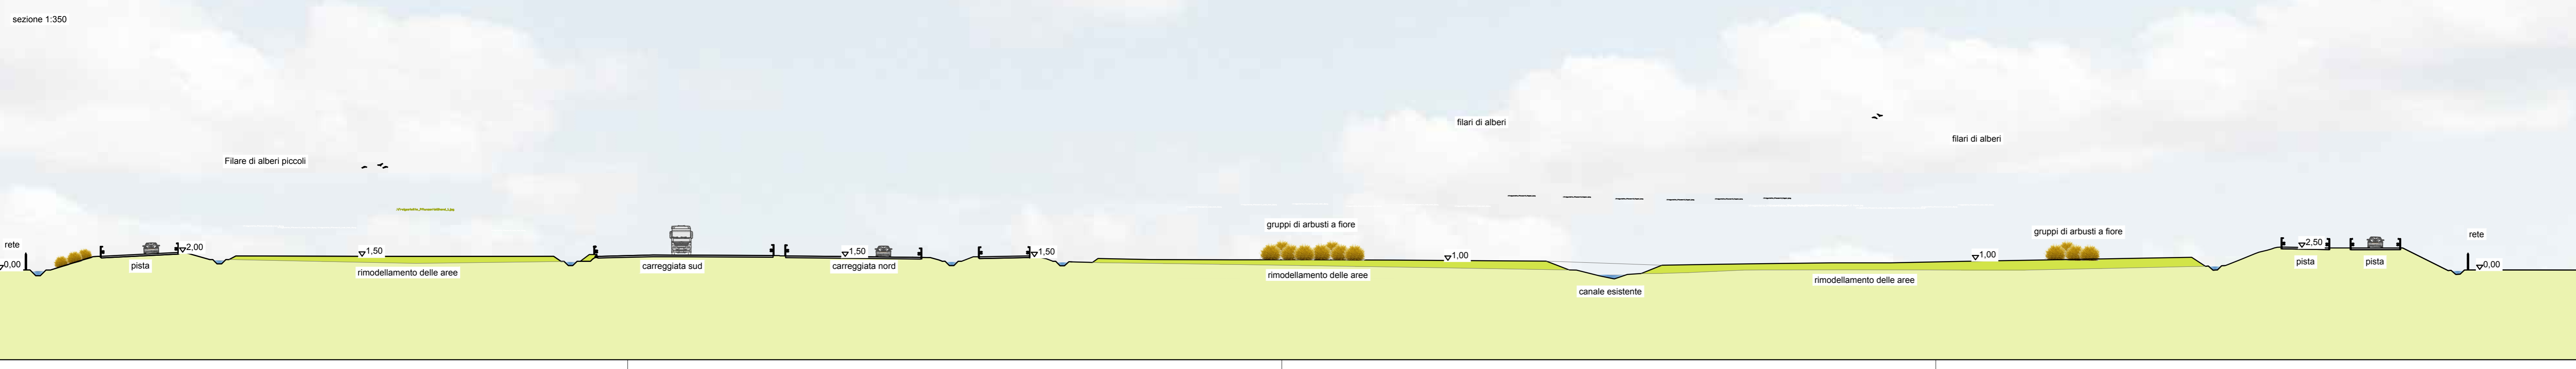 sezione 1:350
filari di alberi
filari di alberi
Filare di alberi piccoli
gruppi di arbusti a fiore
gruppi di arbusti a fiore
rete
0,00
pista
2,00
1,50
rimodellamento delle aree
carreggiata sud
1,50
carreggiata nord
1,50
rimodellamento delle aree
1,00
canale esistente
rimodellamento delle aree
1,00
2,50
pista
pista
rete
0,00